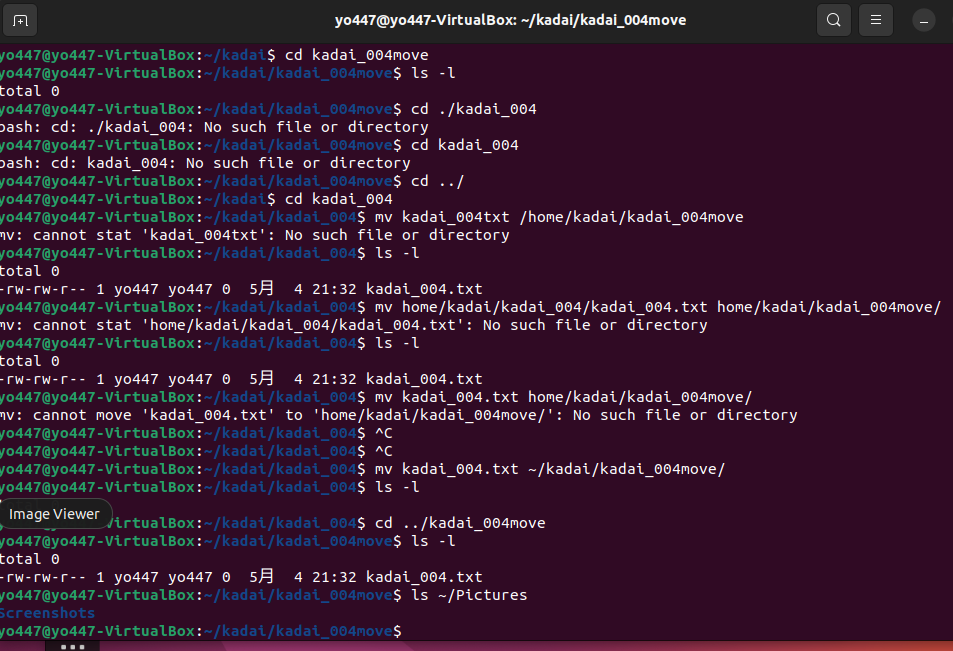 yo447@yo447-VirtualBox: ~/kadai/kadai_004move
yo447@yo447-VirtualBox:~/kadai$ cd kadai_004move
yo447@yo447-VirtualBox:~/kadai/kadai_004move$ ls -l
total 0
yo447@yo447-VirtualBox:~/kadai/kadai_004move$ cd ./kadai_004
bash: cd: ./kadai_004: No such file or directory
yo447@yo447-VirtualBox:~/kadai/kadai_004move$ cd kadai_004
bash: cd: kadai_004: No such file or directory
yo447@yo447-VirtualBox:~/kadai/kadai_004move$ cd ../
yo447@yo447-VirtualBox:~/kadai$ cd kadai_004
yo447@yo447-VirtualBox:~/kadai/kadai_004$ mv kadai_004txt /home/kadai/kadai_004move
mv: cannot stat 'kadai_004txt': No such file or directory
yo447@yo447-VirtualBox:~/kadai/kadai_004$ ls -l
total 0
-rw-rw-r-- 1 yo447 yo447 0  5月  4 21:32 kadai_004.txt
yo447@yo447-VirtualBox:~/kadai/kadai_004$ mv home/kadai/kadai_004/kadai_004.txt home/kadai/kadai_004move/
mv: cannot stat 'home/kadai/kadai_004/kadai_004.txt': No such file or directory
yo447@yo447-VirtualBox:~/kadai/kadai_004$ ls -l
total 0
-rw-rw-r-- 1 yo447 yo447 0  5月  4 21:32 kadai_004.txt
yo447@yo447-VirtualBox:~/kadai/kadai_004$ mv kadai_004.txt home/kadai/kadai_004move/
mv: cannot move 'kadai_004.txt' to 'home/kadai/kadai_004move/': No such file or directory
yo447@yo447-VirtualBox:~/kadai/kadai_004$ ^C
yo447@yo447-VirtualBox:~/kadai/kadai_004$ ^C
yo447@yo447-VirtualBox:~/kadai/kadai_004$ mv kadai_004.txt ~/kadai/kadai_004move/
yo447@yo447-VirtualBox:~/kadai/kadai_004$ ls -l
Image Viewer
VirtualBox:~/kadai/kadai_004$ cd ../kadai_004move
yo447@yo447-VirtualBox:~/kadai/kadai_004move$ ls -l
total 0
-rw-rw-r-- 1 yo447 yo447 0  5月  4 21:32 kadai_004.txt
yo447@yo447-VirtualBox:~/kadai/kadai_004move$ ls ~/Pictures
Screenshots
yo447@yo447-VirtualBox:~/kadai/kadai_004move$